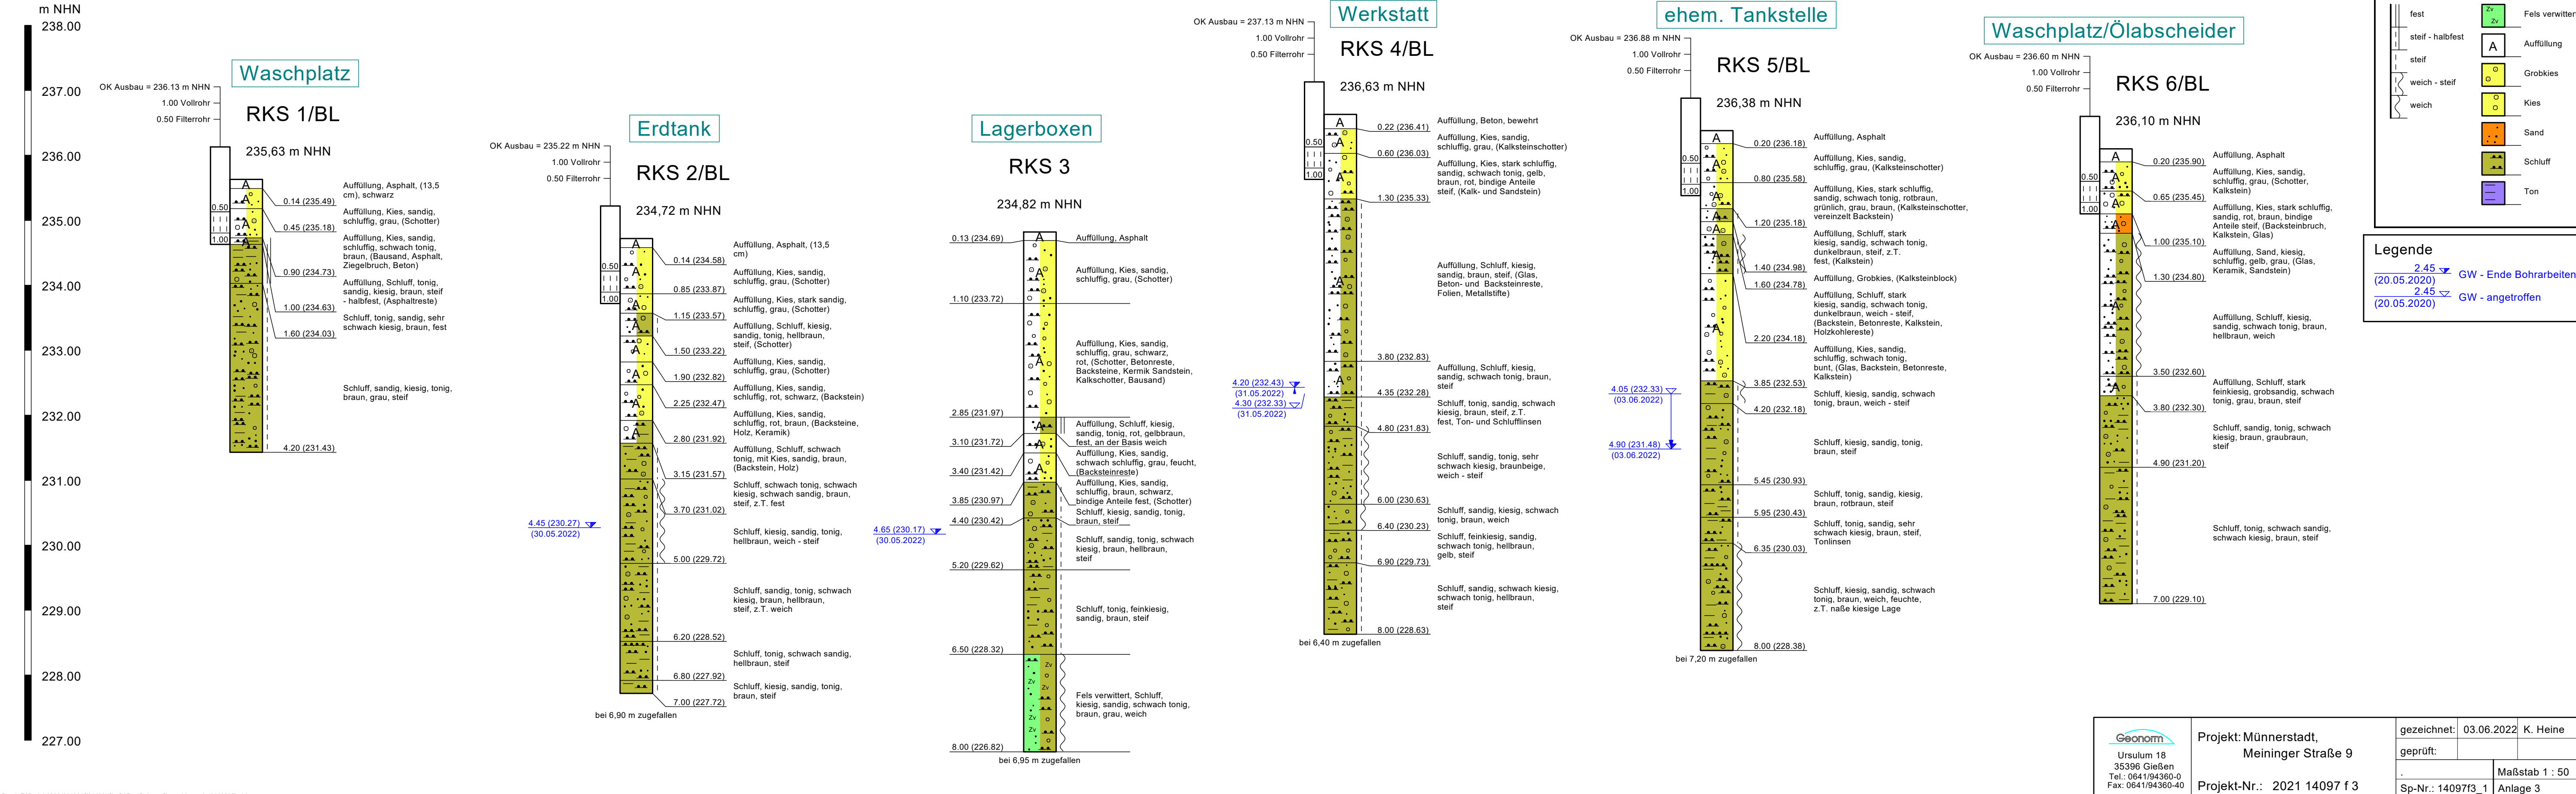 m NHN
238.00
237.00
236.00
235.00
234.00
233.00
232.00
231.00
230.00
229.00
228.00
227.00
Waschplatz
OK Ausbau = 236.13 m NHN
1.00 Vollrohr
0.50 Filterrohr
RKS 1/BL
235,63 m NHN
0.50
1.00
A
A
A
A
0.14 (235.49)
0.45 (235.18)
0.90 (234.73)
1.00 (234.63)
1.60 (234.03)
4.20 (231.43)
Auffüllung, Asphalt, (13,5
cm), schwarz
Auffüllung, Kies, sandig,
schluffig, grau, (Schotter)
Auffüllung, Kies, sandig,
schluffig, schwach tonig,
braun, (Bausand, Asphalt,
Ziegelbruch, Beton)
Auffüllung, Schluff, tonig,
sandig, kiesig, braun, steif
- halbfest, (Asphaltreste)
Schluff, tonig, sandig, sehr
schwach kiesig, braun, fest
Schluff, sandig, kiesig, tonig,
braun, grau, steif
Erdtank
OK Ausbau = 235.22 m NHN
1.00 Vollrohr
0.50 Filterrohr
RKS 2/BL
234,72 m NHN
0.50
1.00
A
A
A
A
A
A
A
A
0.14 (234.58)
0.85 (233.87)
1.15 (233.57)
1.50 (233.22)
1.90 (232.82)
2.25 (232.47)
2.80 (231.92)
3.15 (231.57)
3.70 (231.02)
5.00 (229.72)
6.20 (228.52)
6.80 (227.92)
7.00 (227.72)
Auffüllung, Asphalt, (13,5
cm)
Auffüllung, Kies, sandig,
schluffig, grau, (Schotter)
Auffüllung, Kies, stark sandig,
schluffig, grau, (Schotter)
Auffüllung, Schluff, kiesig,
sandig, tonig, hellbraun,
steif, (Schotter)
Auffüllung, Kies, sandig,
schluffig, grau, (Schotter)
Auffüllung, Kies, sandig,
schluffig, rot, schwarz, (Backstein)
Auffüllung, Kies, sandig,
schluffig, rot, braun, (Backsteine,
Holz, Keramik)
Auffüllung, Schluff, schwach
tonig, mit Kies, sandig, braun,
(Backstein, Holz)
Schluff, schwach tonig, schwach
kiesig, schwach sandig, braun,
steif, z.T. fest
Schluff, kiesig, sandig, tonig,
hellbraun, weich - steif
Schluff, sandig, tonig, schwach
kiesig, braun, hellbraun,
steif, z.T. weich
Schluff, tonig, schwach sandig,
hellbraun, steif
Schluff, kiesig, sandig, tonig,
braun, steif
4.45 (230.27)
(30.05.2022)
bei 6,90 m zugefallen
Lagerboxen
RKS 3
234,82 m NHN
A
A
A
A
A
A
0.13 (234.69)
1.10 (233.72)
2.85 (231.97)
3.10 (231.72)
3.40 (231.42)
3.85 (230.97)
4.40 (230.42)
4.65 (230.17)
(30.05.2022)
5.20 (229.62)
6.50 (228.32)
8.00 (226.82)
Zv
Zv
Zv
Zv
Zv
Zv
Auffüllung, Asphalt
Auffüllung, Kies, sandig,
schluffig, grau, (Schotter)
Auffüllung, Kies, sandig,
schluffig, grau, schwarz,
rot, (Schotter, Betonreste,
Backsteine, Kermik Sandstein,
Kalkschotter, Bausand)
Auffüllung, Schluff, kiesig,
sandig, tonig, rot, gelbbraun,
fest, an der Basis weich
Auffüllung, Kies, sandig,
schwach schluffig, grau, feucht,
(Backsteinreste)
Auffüllung, Kies, sandig,
schluffig, braun, schwarz,
bindige Anteile fest, (Schotter)
Schluff, kiesig, sandig, tonig,
braun, steif
Schluff, sandig, tonig, schwach
kiesig, braun, hellbraun,
steif
Schluff, tonig, feinkiesig,
sandig, braun, steif
Fels verwittert, Schluff,
kiesig, sandig, schwach tonig,
braun, grau, weich
bei 6,95 m zugefallen
Werkstatt
OK Ausbau = 237.13 m NHN
1.00 Vollrohr
0.50 Filterrohr
RKS 4/BL
236,63 m NHN
0.50
1.00
A
A
A
A
A
0.22 (236.41)
0.60 (236.03)
1.30 (235.33)
3.80 (232.83)
4.35 (232.28)
4.80 (231.83)
6.00 (230.63)
6.40 (230.23)
6.90 (229.73)
8.00 (228.63)
4.20 (232.43)
(31.05.2022)
4.30 (232.33)
(31.05.2022)
Auffüllung, Beton, bewehrt
Auffüllung, Kies, sandig,
schluffig, grau, (Kalksteinschotter)
Auffüllung, Kies, stark schluffig,
sandig, schwach tonig, gelb,
braun, rot, bindige Anteile
steif, (Kalk- und Sandstein)
Auffüllung, Schluff, kiesig,
sandig, braun, steif, (Glas,
Beton- und Backsteinreste,
Folien, Metallstifte)
Auffüllung, Schluff, kiesig,
sandig, schwach tonig, braun,
steif
Schluff, tonig, sandig, schwach
kiesig, braun, steif, z.T.
fest, Ton- und Schlufflinsen
Schluff, sandig, tonig, sehr
schwach kiesig, braunbeige,
weich - steif
Schluff, sandig, kiesig, schwach
tonig, braun, weich
Schluff, feinkiesig, sandig,
schwach tonig, hellbraun,
gelb, steif
Schluff, sandig, schwach kiesig,
schwach tonig, hellbraun,
steif
bei 6,40 m zugefallen
ehem. Tankstelle
OK Ausbau = 236.88 m NHN
1.00 Vollrohr
0.50 Filterrohr
RKS 5/BL
236,38 m NHN
0.50
1.00
A
A
A
A
A
A
0.20 (236.18)
0.80 (235.58)
1.20 (235.18)
1.40 (234.98)
1.60 (234.78)
2.20 (234.18)
3.85 (232.53)
4.20 (232.18)
5.45 (230.93)
5.95 (230.43)
6.35 (230.03)
8.00 (228.38)
4.05 (232.33)
(03.06.2022)
4.90 (231.48)
(03.06.2022)
Auffüllung, Asphalt
Auffüllung, Kies, sandig,
schluffig, grau, (Kalksteinschotter)
Auffüllung, Kies, stark schluffig,
sandig, schwach tonig, rotbraun,
grünlich, grau, braun, (Kalksteinschotter,
vereinzelt Backstein)
Auffüllung, Schluff, stark
kiesig, sandig, schwach tonig,
dunkelbraun, steif, z.T.
fest, (Kalkstein)
Auffüllung, Grobkies, (Kalksteinblock)
Auffüllung, Schluff, stark
kiesig, sandig, schwach tonig,
dunkelbraun, weich - steif,
(Backstein, Betonreste, Kalkstein,
Holzkohlereste)
Auffüllung, Kies, sandig,
schluffig, schwach tonig,
bunt, (Glas, Backstein, Betonreste,
Kalkstein)
Schluff, kiesig, sandig, schwach
tonig, braun, weich - steif
Schluff, kiesig, sandig, tonig,
braun, steif
Schluff, tonig, sandig, kiesig,
braun, rotbraun, steif
Schluff, tonig, sandig, sehr
schwach kiesig, braun, steif,
Tonlinsen
Schluff, kiesig, sandig, schwach
tonig, braun, weich, feuchte,
z.T. naße kiesige Lage
bei 7,20 m zugefallen
Waschplatz/Ölabscheider
OK Ausbau = 236.60 m NHN
1.00 Vollrohr
0.50 Filterrohr
RKS 6/BL
236,10 m NHN
0.50
1.00
A
A
A
A
A
0.20 (235.90)
0.65 (235.45)
1.00 (235.10)
1.30 (234.80)
3.50 (232.60)
3.80 (232.30)
4.90 (231.20)
7.00 (229.10)
Auffüllung, Asphalt
Auffüllung, Kies, sandig,
schluffig, grau, (Schotter,
Kalkstein)
Auffüllung, Kies, stark schluffig,
sandig, rot, braun, bindige
Anteile steif, (Backsteinbruch,
Kalkstein, Glas)
Auffüllung, Sand, kiesig,
schluffig, gelb, grau, (Glas,
Keramik, Sandstein)
Auffüllung, Schluff, kiesig,
sandig, schwach tonig, braun,
hellbraun, weich
Auffüllung, Schluff, stark
feinkiesig, grobsandig, schwach
tonig, grau, braun, steif
Schluff, sandig, tonig, schwach
kiesig, braun, graubraun,
steif
Schluff, tonig, schwach sandig,
schwach kiesig, braun, steif
fest
steif - halbfest
steif
weich - steif
weich
Zv
Zv
Fels verwittert
A
Auffüllung
Grobkies
Kies
Sand
Schluff
Ton
Legende
2.45
(20.05.2020)
GW - Ende Bohrarbeiten
2.45
(20.05.2020)
GW - angetroffen
Geonorm
Ursulum 18
35396 Gießen
Tel.: 0641/94360-0
Fax: 0641/94360-40
Projekt: Münnerstadt,
Meininger Straße 9
Projekt-Nr.: 2021 14097 f 3
gezeichnet: 03.06.2022 K. Heine
geprüft:
.
Maßstab 1 : 50
Sp-Nr.: 14097f3_1
Anlage 3